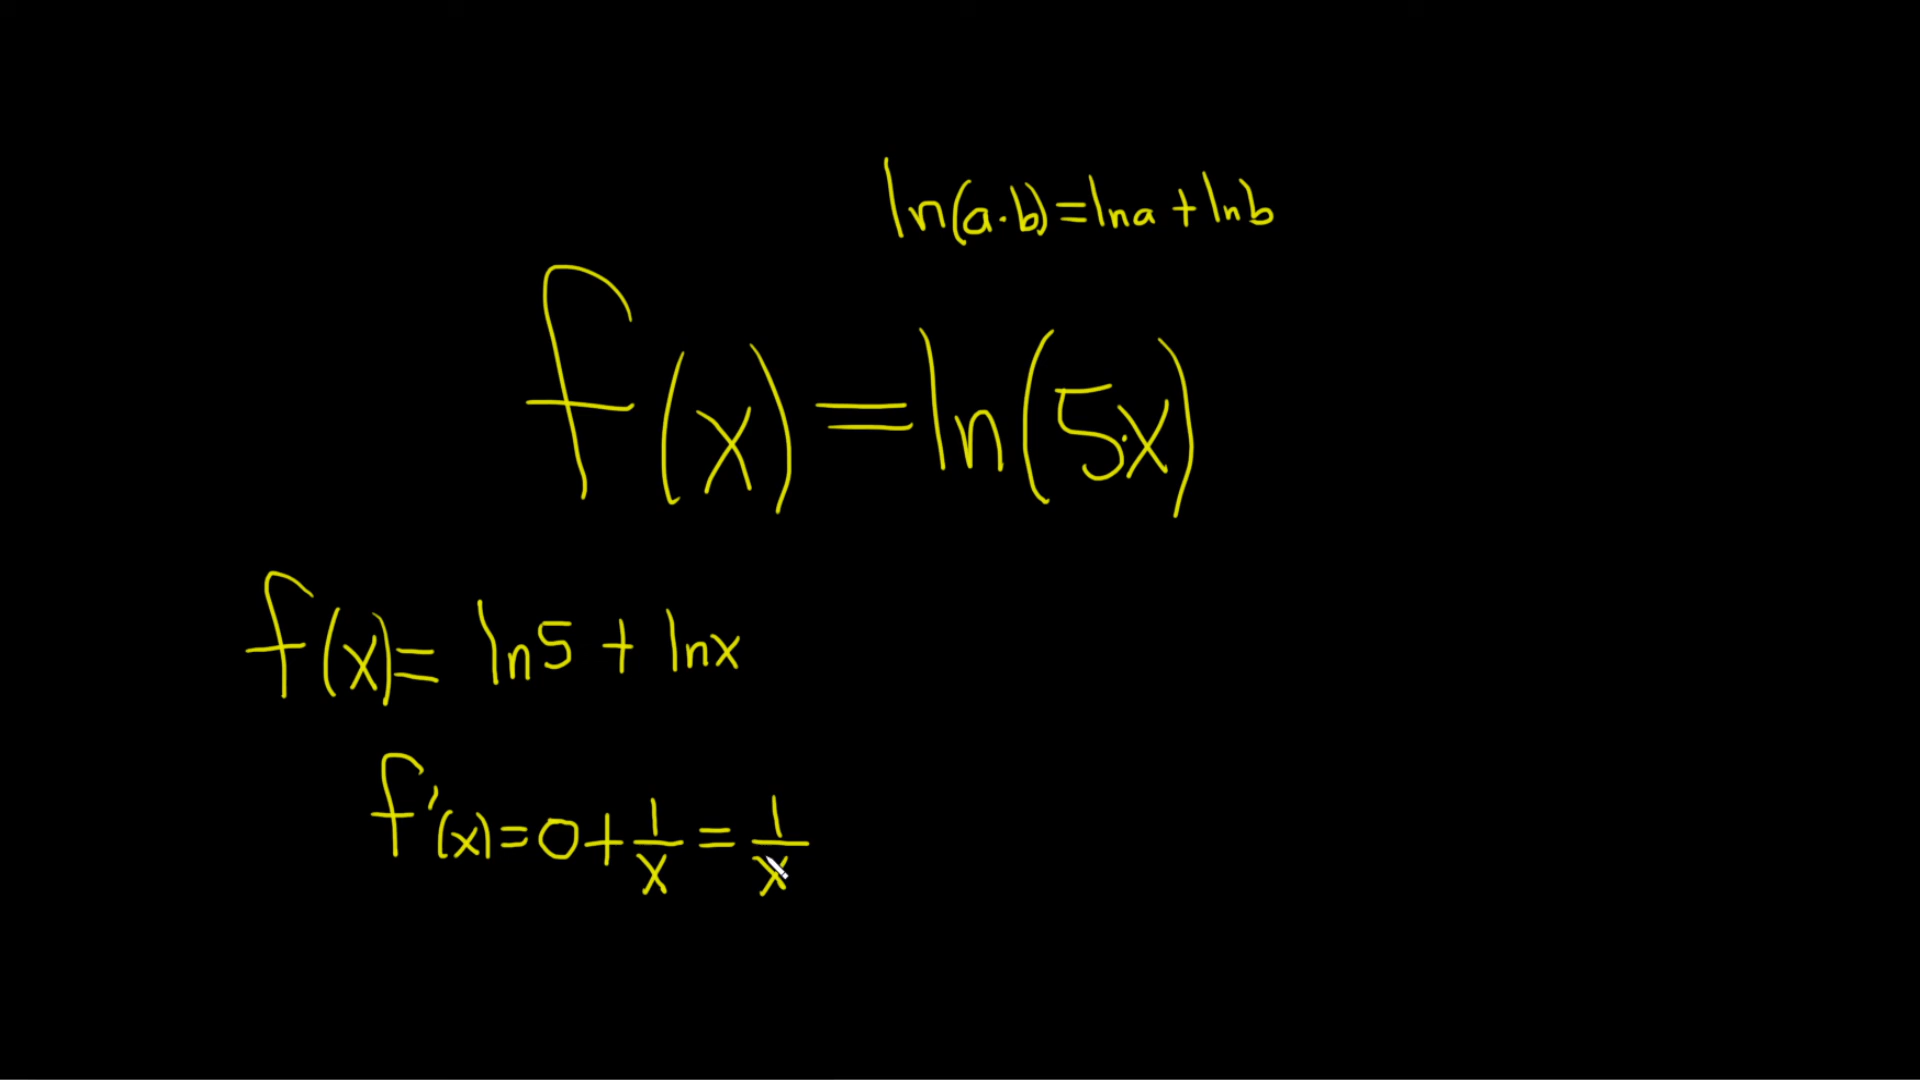 ln(a·b)=lna+lnb
f(x)=ln(5·x)
f(x)= ln5 + lnx
f'(x)=0+1/x=1/x